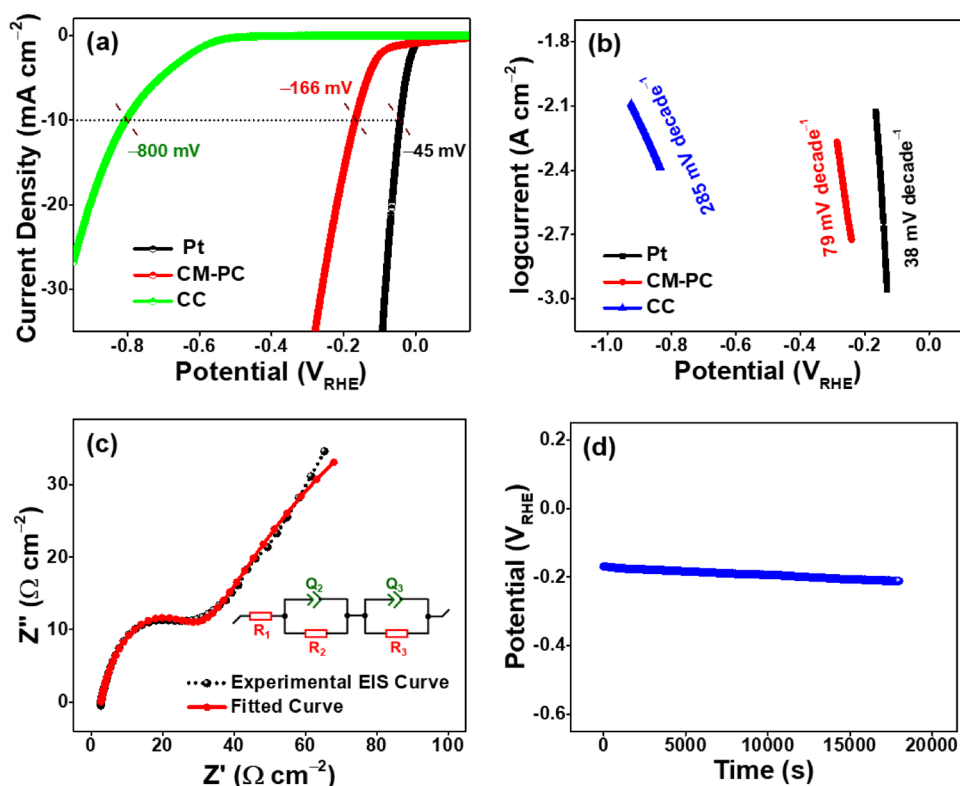 (a)
Current Density (mA cm⁻²)
0
-10
-20
-30
−166 mV
−800 mV
−45 mV
Pt
CM-PC
CC
-0.8
-0.6
-0.4
-0.2
0.0
Potential (V_RHE)
(b)
logcurrent (A cm⁻²)
-1.8
-2.1
-2.4
-2.7
-3.0
285 mV decade⁻¹
79 mV decade⁻¹
38 mV decade⁻¹
Pt
CM-PC
CC
-1.0
-0.8
-0.6
-0.4
-0.2
0.0
Potential (V_RHE)
(c)
Z'' (Ω cm⁻²)
30
20
10
0
Q₂
Q₃
R₁
R₂
R₃
Experimental EIS Curve
Fitted Curve
0
20
40
60
80
100
Z' (Ω cm⁻²)
(d)
Potential (V_RHE)
0.2
0.0
-0.2
-0.4
-0.6
0
5000
10000
15000
20000
Time (s)